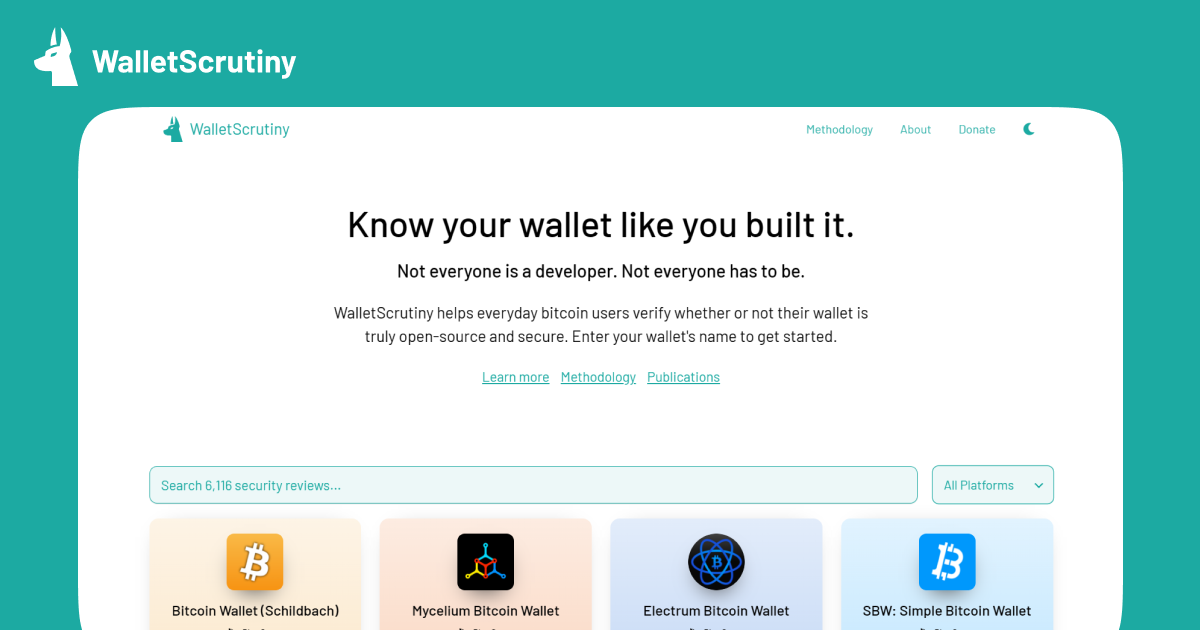 WalletScrutiny
WalletScrutiny
Methodology About Donate
Know your wallet like you built it.
Not everyone is a developer. Not everyone has to be.
WalletScrutiny helps everyday bitcoin users verify whether or not their wallet is
truly open-source and secure. Enter your wallet's name to get started.
Learn more Methodology Publications
Search 6,116 security reviews...
All Platforms
Bitcoin Wallet (Schildbach) Mycelium Bitcoin Wallet Electrum Bitcoin Wallet SBW: Simple Bitcoin Wallet